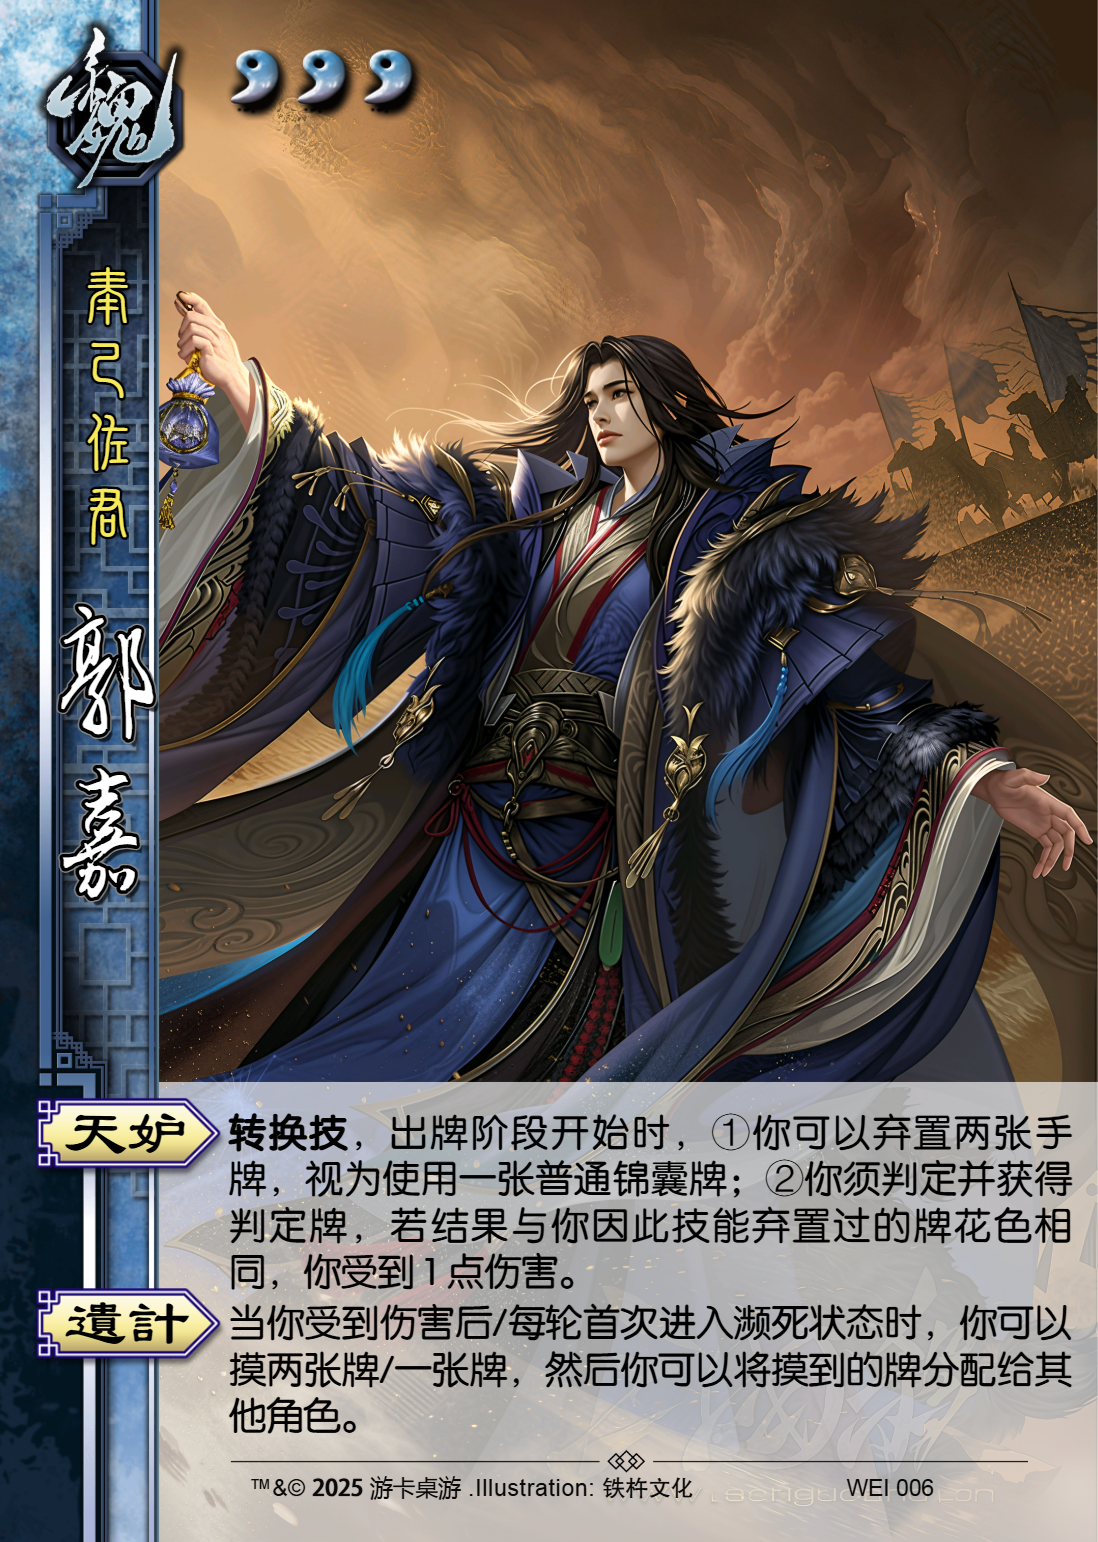 魏
奉己佐君
郭嘉
天妒
转换技，出牌阶段开始时，①你可以弃置两张手
牌，视为使用一张普通锦囊牌；②你须判定并获得
判定牌，若结果与你因此技能弃置过的牌花色相
同，你受到1点伤害。
遺計
当你受到伤害后/每轮首次进入濒死状态时，你可以
摸两张牌/一张牌，然后你可以将摸到的牌分配给其
他角色。
™&© 2025 游卡桌游 .Illustration: 铁杵文化
WEI 006